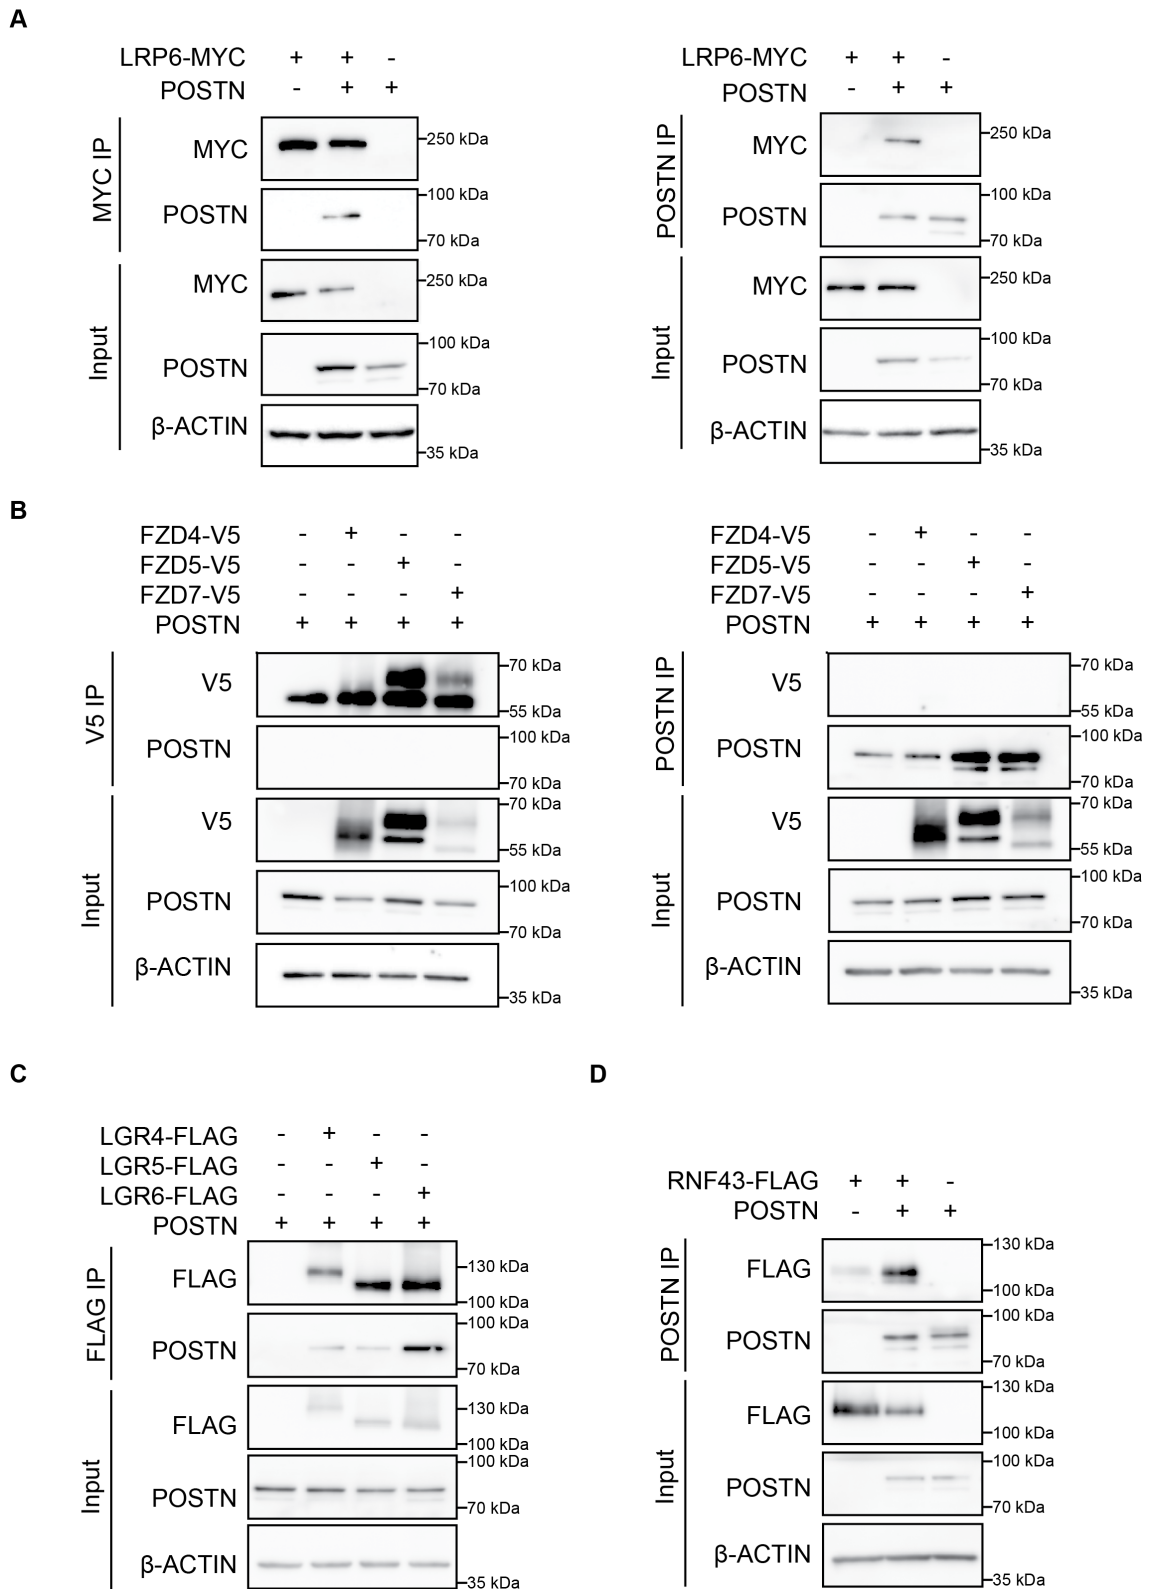 A
LRP6-MYC + + -
POSTN - + +
MYC IP
MYC
250 kDa
POSTN
100 kDa
70 kDa
Input
MYC
250 kDa
POSTN
100 kDa
70 kDa
β-ACTIN
35 kDa
LRP6-MYC + + -
POSTN - + +
POSTN IP
MYC
250 kDa
POSTN
100 kDa
70 kDa
Input
MYC
250 kDa
POSTN
100 kDa
70 kDa
β-ACTIN
35 kDa
B
FZD4-V5 - + - -
FZD5-V5 - - + -
FZD7-V5 - - - +
POSTN + + + +
V5 IP
V5
70 kDa
55 kDa
POSTN
100 kDa
70 kDa
Input
V5
70 kDa
55 kDa
POSTN
100 kDa
70 kDa
β-ACTIN
35 kDa
FZD4-V5 - + - -
FZD5-V5 - - + -
FZD7-V5 - - - +
POSTN + + + +
POSTN IP
V5
70 kDa
55 kDa
POSTN
100 kDa
70 kDa
Input
V5
70 kDa
55 kDa
POSTN
100 kDa
70 kDa
β-ACTIN
35 kDa
C
LGR4-FLAG - + - -
LGR5-FLAG - - + -
LGR6-FLAG - - - +
POSTN + + + +
FLAG IP
FLAG
130 kDa
100 kDa
POSTN
100 kDa
70 kDa
Input
FLAG
130 kDa
100 kDa
POSTN
100 kDa
70 kDa
β-ACTIN
35 kDa
D
RNF43-FLAG + + -
POSTN - + +
POSTN IP
FLAG
130 kDa
100 kDa
POSTN
100 kDa
70 kDa
Input
FLAG
130 kDa
100 kDa
POSTN
100 kDa
70 kDa
β-ACTIN
35 kDa